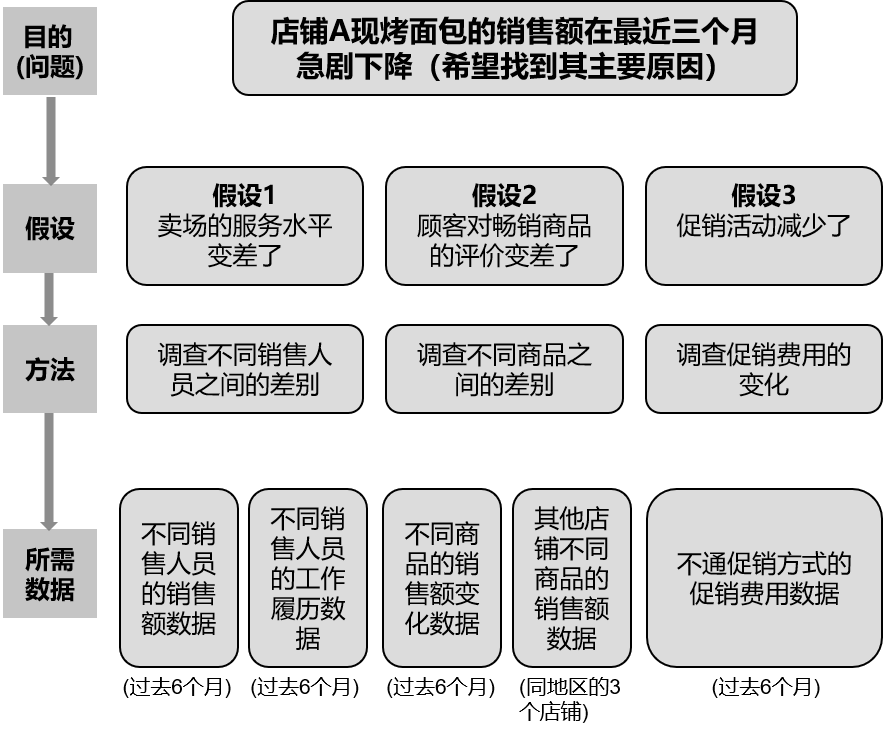 目的
(问题)
店铺A现烤面包的销售额在最近三个月
急剧下降（希望找到其主要原因）
假设
假设1
卖场的服务水平
变差了
假设2
顾客对畅销商品
的评价变差了
假设3
促销活动减少了
方法
调查不同销售人
员之间的差别
调查不同商品之
间的差别
调查促销费用的
变化
所需
数据
不同销
售人员
的销售
额数据
不同销
售人员
的工作
履历数
据
不同商
品的销
售额变
化数据
其他店
铺不同
商品的
销售额
数据
不通促销方式的
促销费用数据
(过去6个月)
(过去6个月)
(过去6个月)
(同地区的3
个店铺)
(过去6个月)